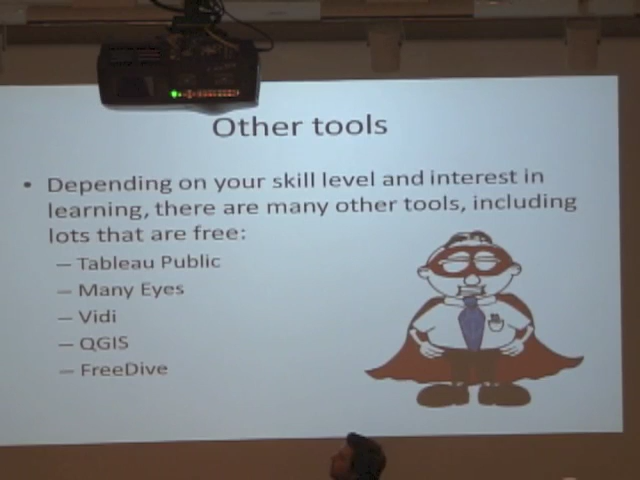 Other tools
• Depending on your skill level and interest in
learning, there are many other tools, including
lots that are free:
– Tableau Public
– Many Eyes
– Vidi
– QGIS
– FreeDive